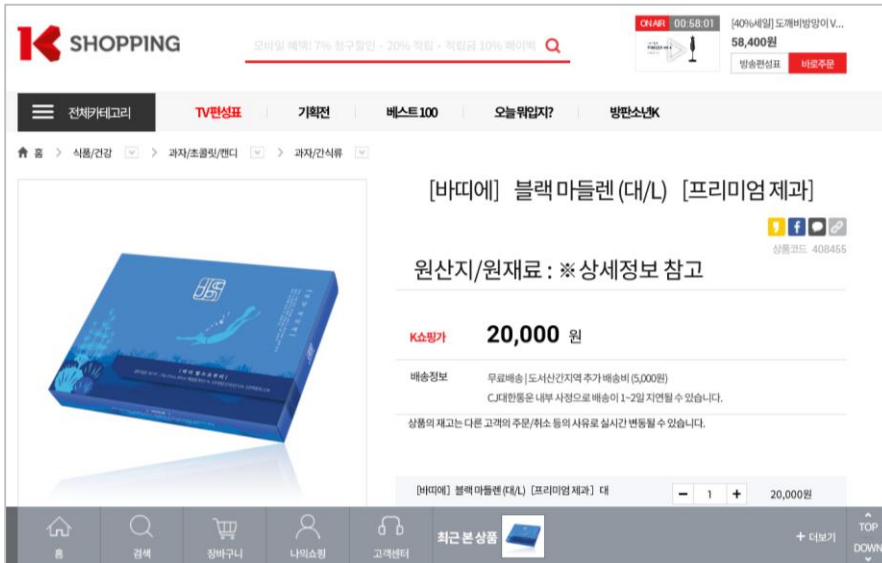 K SHOPPING
모바일 혜택! 7% 청구할인 · 20% 적립 · 적립금 10% 페이백
ON AIR 00:58:01
[40%세일] 도깨비방망이 V...
58,400원
방송편성표 바로주문
전체카테고리 TV편성표 기획전 베스트 100 오늘 뭐입지? 방판소년K
홈 > 식품/건강 > 과자/초콜릿/캔디 > 과자/간식류
[바띠에] 블랙 마들렌 (대/L) [프리미엄 제과]
상품코드 408455
원산지/원재료 : ※ 상세정보 참고
K쇼핑가 20,000 원
배송정보 무료배송 | 도서산간지역 추가 배송비 (5,000원)
CJ대한통운 내부 사정으로 배송이 1~2일 지연될 수 있습니다.
상품의 재고는 다른 고객의 주문/취소 등의 사유로 실시간 변동될 수 있습니다.
[바띠에] 블랙 마들렌 (대/L) [프리미엄 제과] 대 - 1 + 20,000원
홈 검색 장바구니 나의쇼핑 고객센터 최근 본 상품 + 더보기
TOP
DOWN